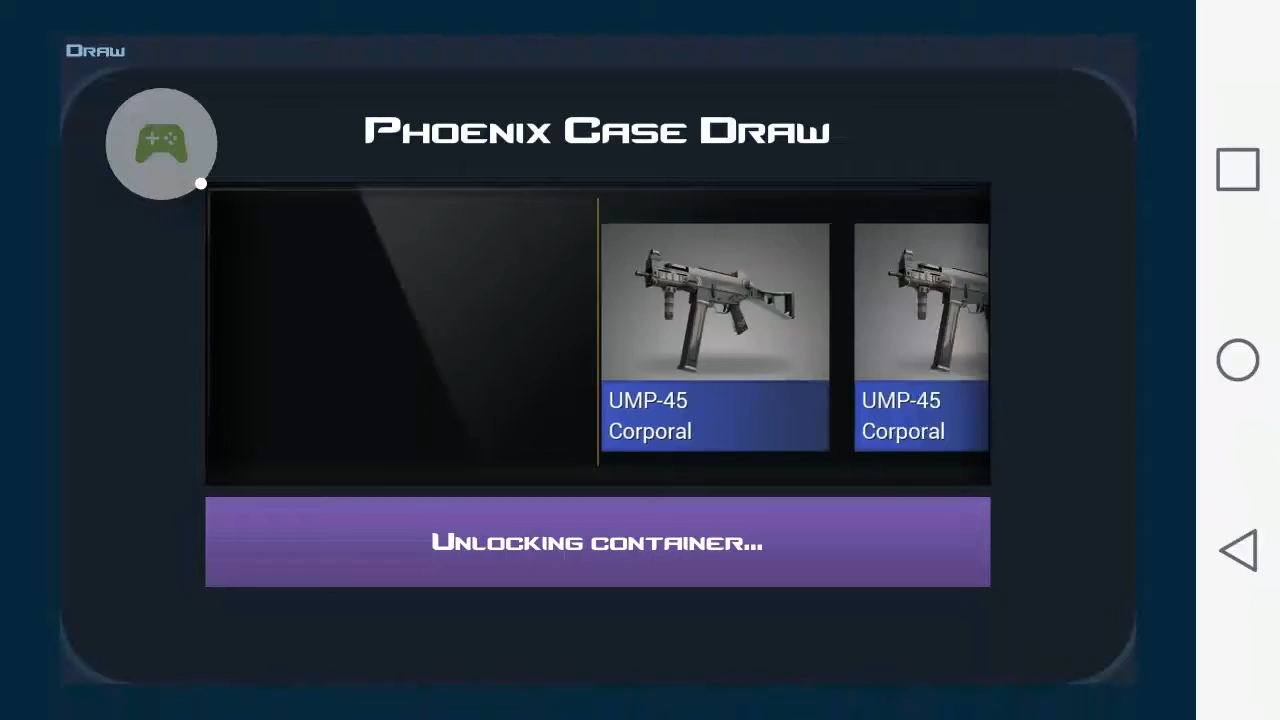 Draw
Phoenix Case Draw
UMP-45
Corporal
UMP-45
Corporal
Unlocking container...